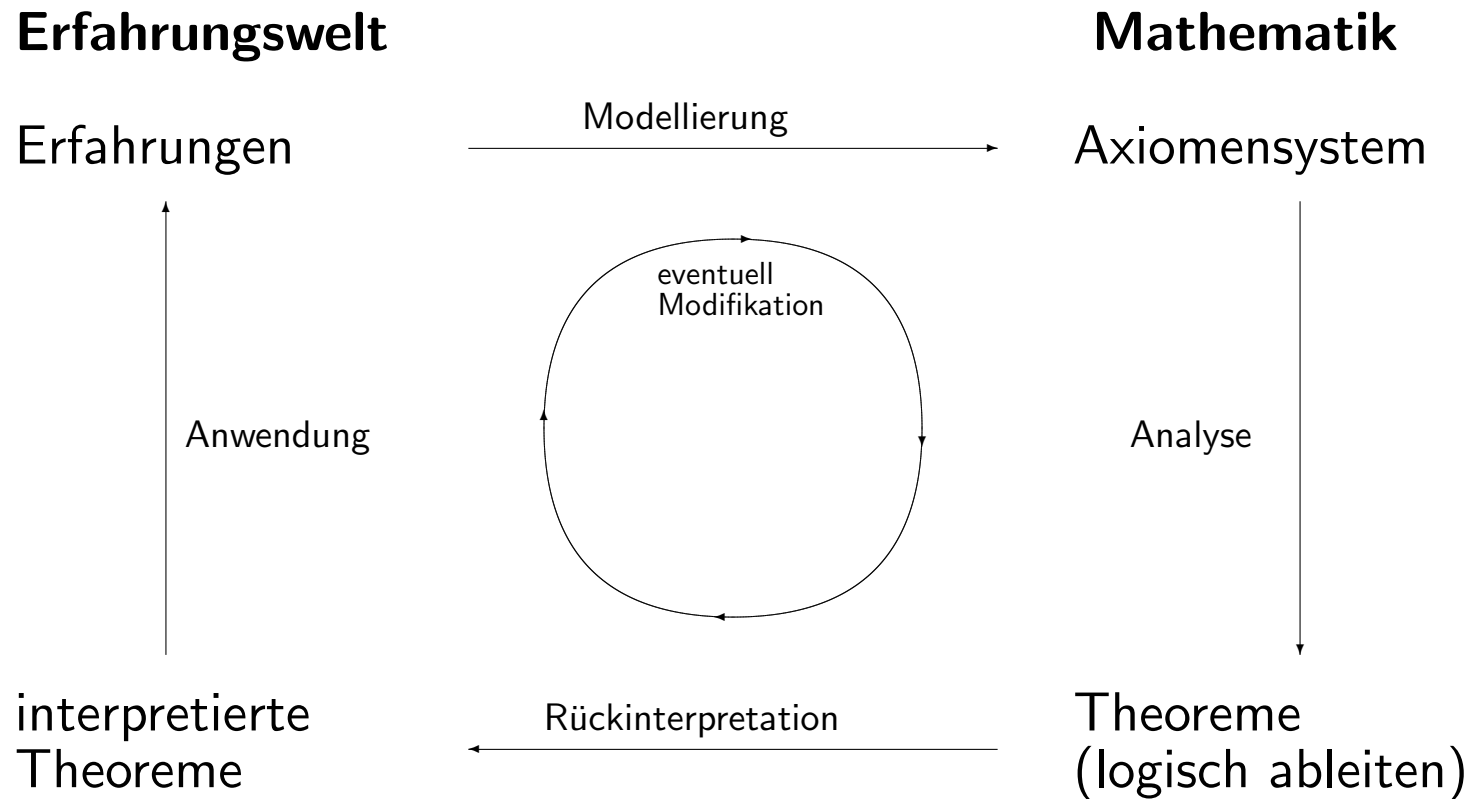 Erfahrungswelt
Mathematik
Modellierung
Erfahrungen
Axiomensystem
eventuell
Modifikation
Anwendung
Analyse
interpretierte
Theoreme
Rückinterpretation
Theoreme
(logisch ableiten)